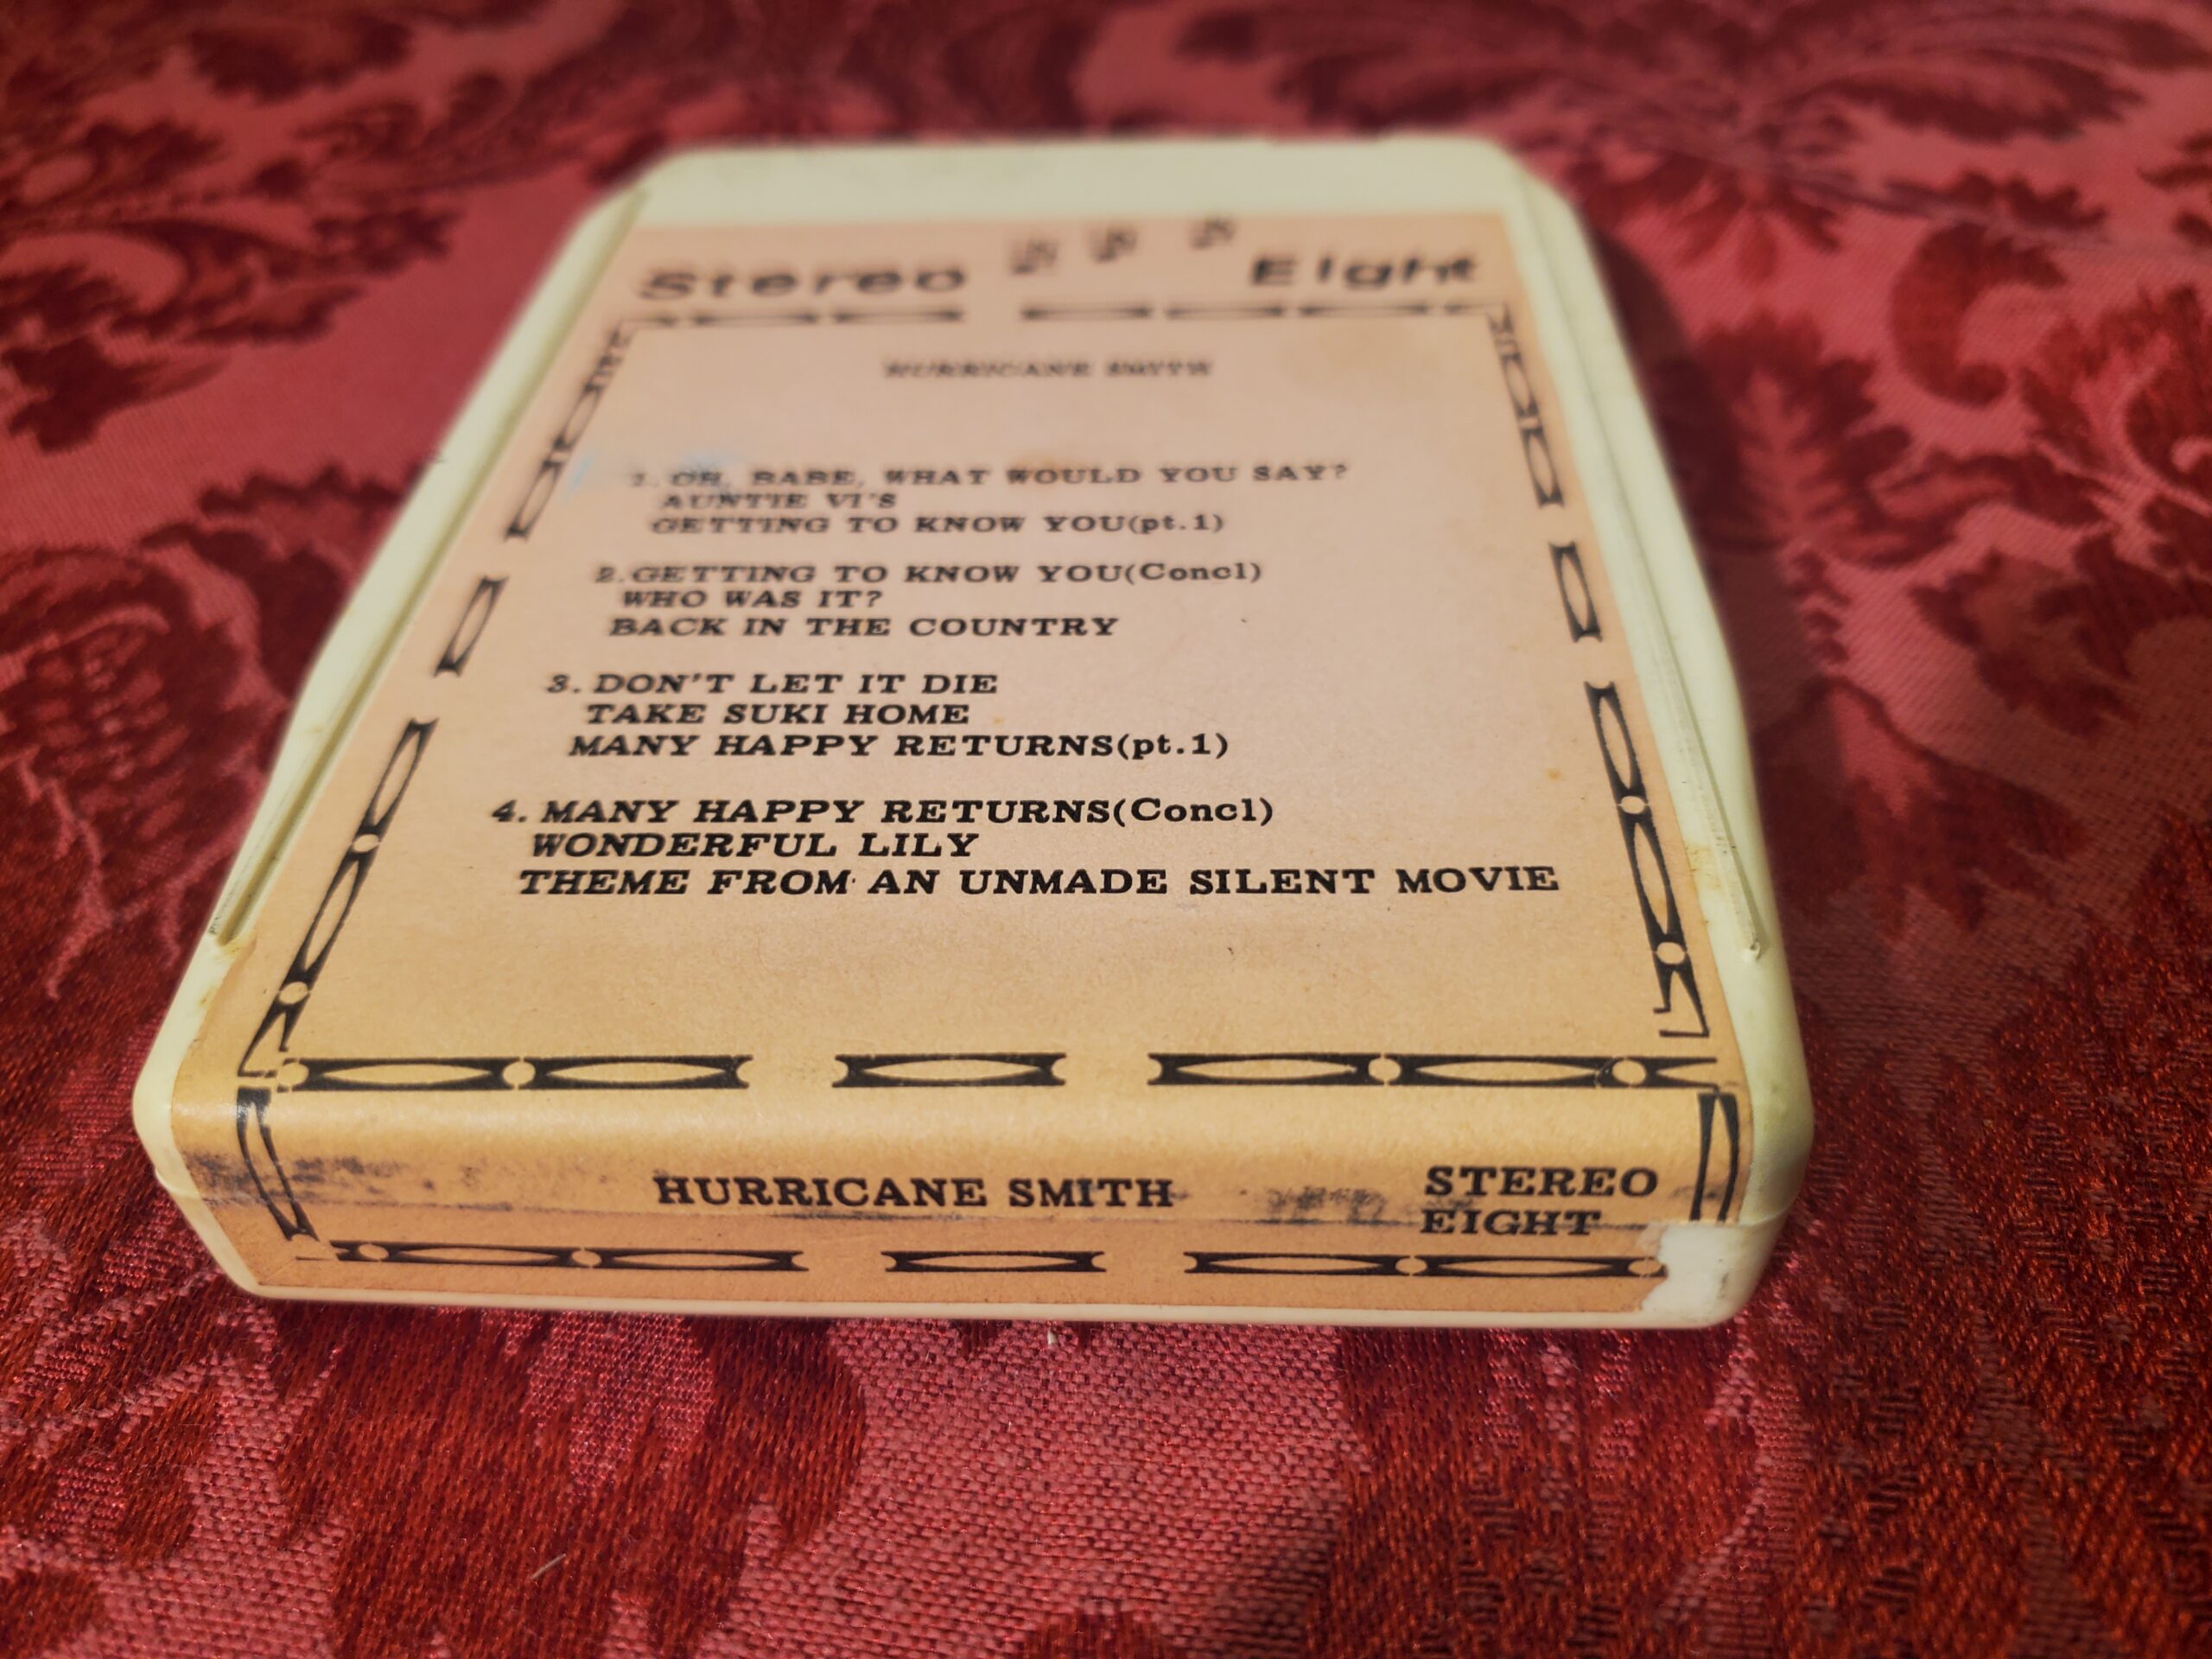 Stereo Eight
HURRICANE SMITH
1. OH, BABE, WHAT WOULD YOU SAY?
AUNTIE VI'S
GETTING TO KNOW YOU(pt.1)
2. GETTING TO KNOW YOU(Concl)
WHO WAS IT?
BACK IN THE COUNTRY
3. DON'T LET IT DIE
TAKE SUKI HOME
MANY HAPPY RETURNS(pt.1)
4. MANY HAPPY RETURNS(Concl)
WONDERFUL LILY
THEME FROM AN UNMADE SILENT MOVIE
HURRICANE SMITH
STEREO
EIGHT